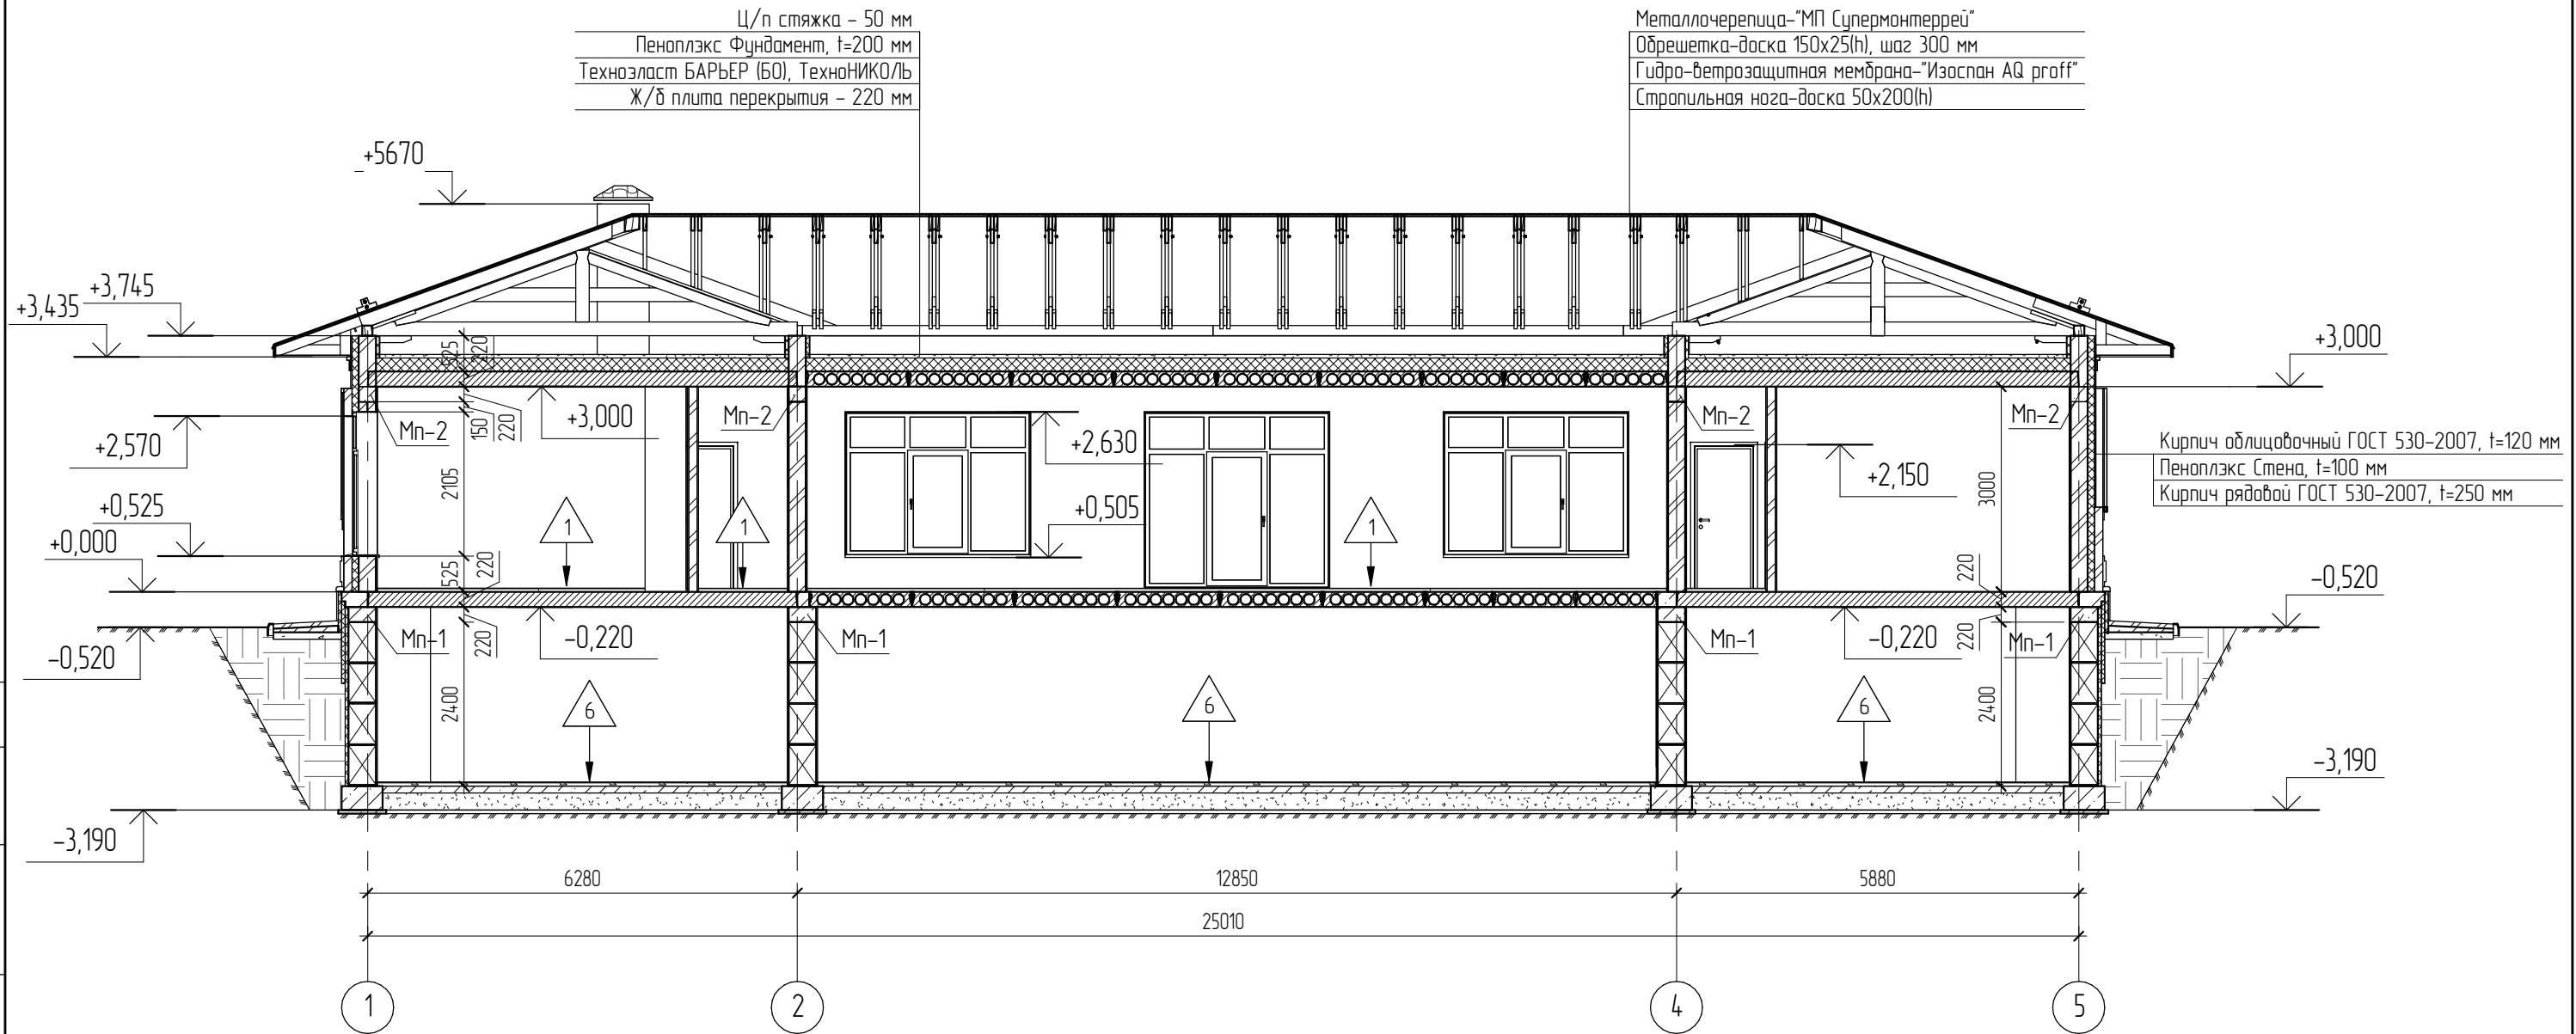 Ц/п стяжка - 50 мм
Пеноплэкс Фундамент, t=200 мм
Техноэласт БАРЬЕР (БО), ТехноНИКОЛЬ
Ж/б плита перекрытия - 220 мм
Металлочерепица-"МП Супермонтеррей"
Обрешетка-доска 150х25(h), шаг 300 мм
Гидро-ветрозащитная мембрана-"Изоспан AQ proff"
Стропильная нога-доска 50х200(h)
+5670
+3,745
+3,435
525
220
+3,000
+3,000
Мп-2
Мп-2
Мп-2
Мп-2
150
220
+2,570
+2,630
+2,150
Кирпич облицовочный ГОСТ 530-2007, t=120 мм
Пеноплэкс Стена, t=100 мм
Кирпич рядовой ГОСТ 530-2007, t=250 мм
2105
3000
+0,525
+0,505
+0,000
1
1
1
525
220
220
-0,520
-0,520
Мп-1
220
-0,220
Мп-1
Мп-1
-0,220
220
Мп-1
2400
6
6
6
2400
-3,190
-3,190
6280
12850
5880
25010
1
2
4
5